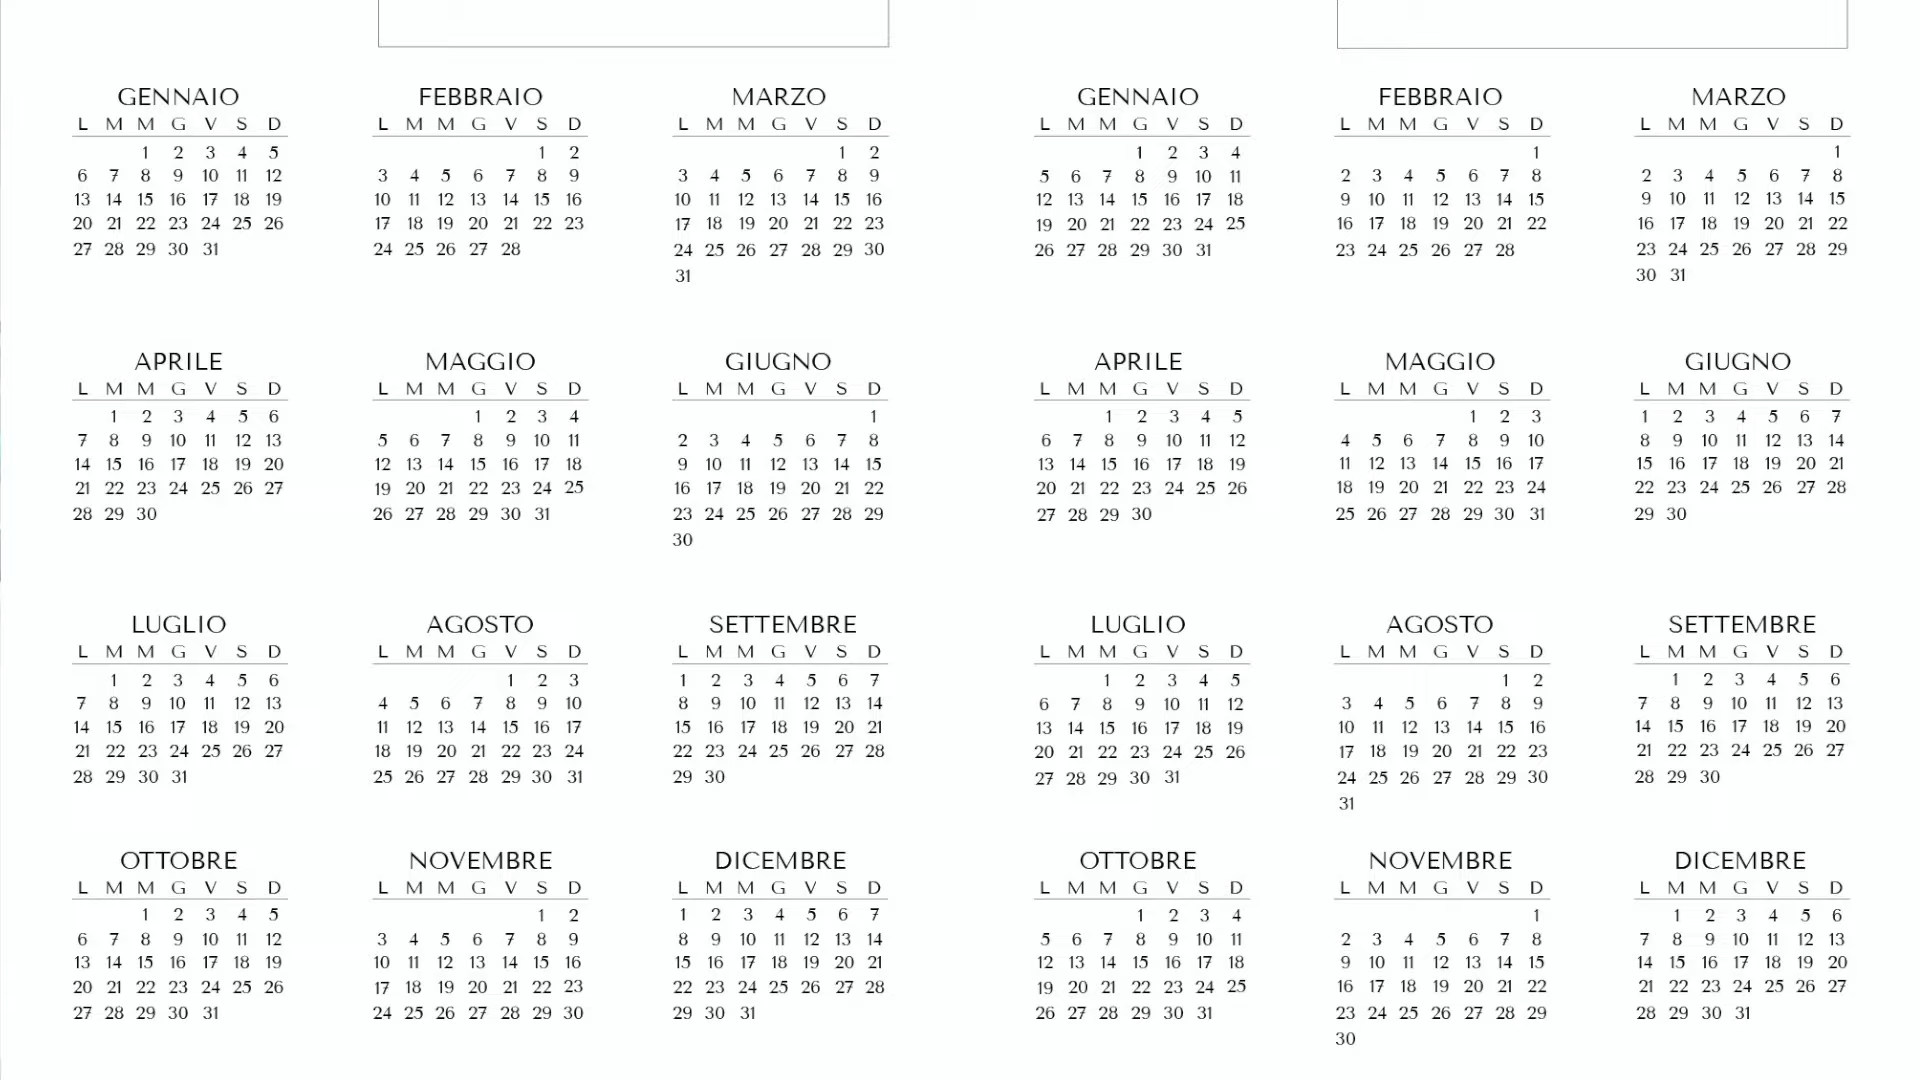 GENNAIO
L M M G V S D
1 2 3 4 5
6 7 8 9 10 11 12
13 14 15 16 17 18 19
20 21 22 23 24 25 26
27 28 29 30 31
FEBBRAIO
L M M G V S D
1 2
3 4 5 6 7 8 9
10 11 12 13 14 15 16
17 18 19 20 21 22 23
24 25 26 27 28
MARZO
L M M G V S D
1 2
3 4 5 6 7 8 9
10 11 12 13 14 15 16
17 18 19 20 21 22 23
24 25 26 27 28 29 30
31
APRILE
L M M G V S D
1 2 3 4 5 6
7 8 9 10 11 12 13
14 15 16 17 18 19 20
21 22 23 24 25 26 27
28 29 30
MAGGIO
L M M G V S D
1 2 3 4
5 6 7 8 9 10 11
12 13 14 15 16 17 18
19 20 21 22 23 24 25
26 27 28 29 30 31
GIUGNO
L M M G V S D
1
2 3 4 5 6 7 8
9 10 11 12 13 14 15
16 17 18 19 20 21 22
23 24 25 26 27 28 29
30
LUGLIO
L M M G V S D
1 2 3 4 5 6
7 8 9 10 11 12 13
14 15 16 17 18 19 20
21 22 23 24 25 26 27
28 29 30 31
AGOSTO
L M M G V S D
1 2 3
4 5 6 7 8 9 10
11 12 13 14 15 16 17
18 19 20 21 22 23 24
25 26 27 28 29 30 31
SETTEMBRE
L M M G V S D
1 2 3 4 5 6 7
8 9 10 11 12 13 14
15 16 17 18 19 20 21
22 23 24 25 26 27 28
29 30
OTTOBRE
L M M G V S D
1 2 3 4 5
6 7 8 9 10 11 12
13 14 15 16 17 18 19
20 21 22 23 24 25 26
27 28 29 30 31
NOVEMBRE
L M M G V S D
1 2
3 4 5 6 7 8 9
10 11 12 13 14 15 16
17 18 19 20 21 22 23
24 25 26 27 28 29 30
DICEMBRE
L M M G V S D
1 2 3 4 5 6 7
8 9 10 11 12 13 14
15 16 17 18 19 20 21
22 23 24 25 26 27 28
29 30 31
GENNAIO
L M M G V S D
1 2 3 4
5 6 7 8 9 10 11
12 13 14 15 16 17 18
19 20 21 22 23 24 25
26 27 28 29 30 31
FEBBRAIO
L M M G V S D
1
2 3 4 5 6 7 8
9 10 11 12 13 14 15
16 17 18 19 20 21 22
23 24 25 26 27 28
MARZO
L M M G V S D
1
2 3 4 5 6 7 8
9 10 11 12 13 14 15
16 17 18 19 20 21 22
23 24 25 26 27 28 29
30 31
APRILE
L M M G V S D
1 2 3 4 5
6 7 8 9 10 11 12
13 14 15 16 17 18 19
20 21 22 23 24 25 26
27 28 29 30
MAGGIO
L M M G V S D
1 2 3
4 5 6 7 8 9 10
11 12 13 14 15 16 17
18 19 20 21 22 23 24
25 26 27 28 29 30 31
GIUGNO
L M M G V S D
1 2 3 4 5 6 7
8 9 10 11 12 13 14
15 16 17 18 19 20 21
22 23 24 25 26 27 28
29 30
LUGLIO
L M M G V S D
1 2 3 4 5
6 7 8 9 10 11 12
13 14 15 16 17 18 19
20 21 22 23 24 25 26
27 28 29 30 31
AGOSTO
L M M G V S D
1 2
3 4 5 6 7 8 9
10 11 12 13 14 15 16
17 18 19 20 21 22 23
24 25 26 27 28 29 30
31
SETTEMBRE
L M M G V S D
1 2 3 4 5 6
7 8 9 10 11 12 13
14 15 16 17 18 19 20
21 22 23 24 25 26 27
28 29 30
OTTOBRE
L M M G V S D
1 2 3 4
5 6 7 8 9 10 11
12 13 14 15 16 17 18
19 20 21 22 23 24 25
26 27 28 29 30 31
NOVEMBRE
L M M G V S D
1
2 3 4 5 6 7 8
9 10 11 12 13 14 15
16 17 18 19 20 21 22
23 24 25 26 27 28 29
30
DICEMBRE
L M M G V S D
1 2 3 4 5 6
7 8 9 10 11 12 13
14 15 16 17 18 19 20
21 22 23 24 25 26 27
28 29 30 31